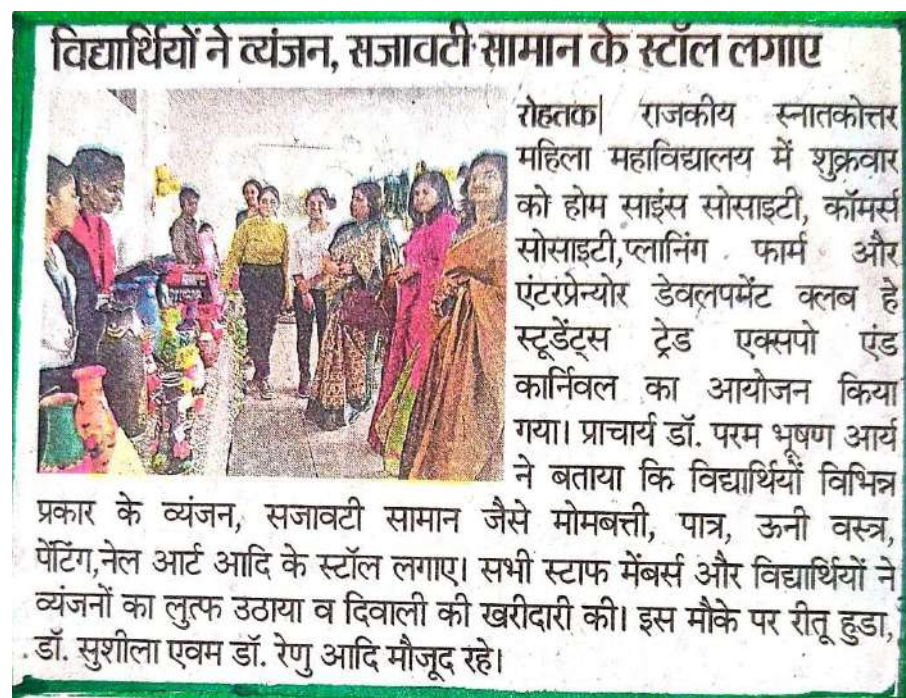 विद्यार्थियों ने व्यंजन, सजावटी सामान के स्टॉल लगाए
रोहतक| राजकीय स्नातकोत्तर
महिला महाविद्यालय में शुक्रवार
को होम साइंस सोसाइटी, कॉमर्स
सोसाइटी,प्लानिंग फार्म और
एंटरप्रेन्योर डेवलपमेंट क्लब हे
स्टूडेंट्स ट्रेड एक्सपो एंड
कार्निवल का आयोजन किया
गया। प्राचार्य डॉ. परम भूषण आर्य
ने बताया कि विद्यार्थियों विभिन्न
प्रकार के व्यंजन, सजावटी सामान जैसे मोमबत्ती, पात्र, ऊनी वस्त्र,
पेंटिंग,नेल आर्ट आदि के स्टॉल लगाए। सभी स्टाफ मेंबर्स और विद्यार्थियों ने
व्यंजनों का लुत्फ उठाया व दिवाली की खरीदारी की। इस मौके पर रीतू हुडा,
डॉ. सुशीला एवम डॉ. रेणु आदि मौजूद रहे।